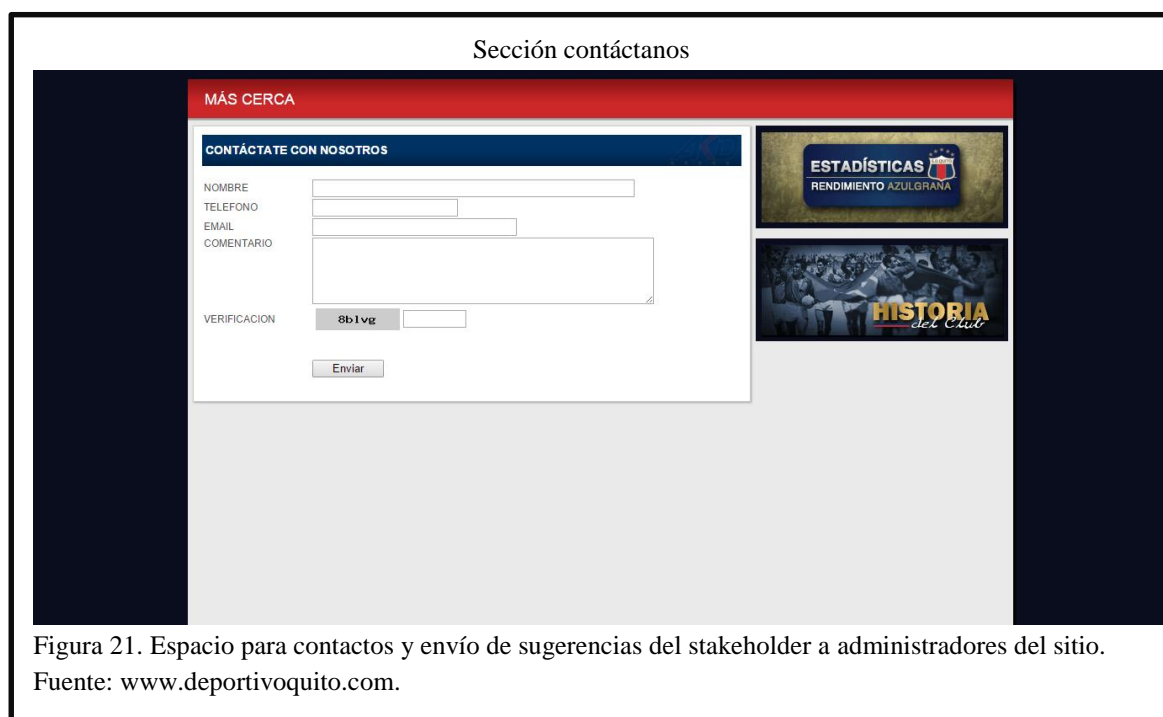 Sección contáctanos
MÁS CERCA
CONTÁCTATE CON NOSOTROS
NOMBRE
TELEFONO
EMAIL
COMENTARIO
VERIFICACION 8blvg
Enviar
ESTADÍSTICAS
RENDIMIENTO AZULGRANA
HISTORIA
del Club
Figura 21. Espacio para contactos y envío de sugerencias del stakeholder a administradores del sitio.
Fuente: www.deportivoquito.com.